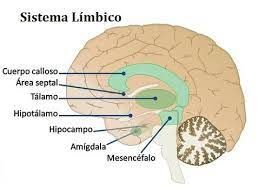 Sistema Límbico
Cuerpo calloso
Área septal
Tálamo
Hipotálamo
Hipocampo
Amígdala
Mesencéfalo